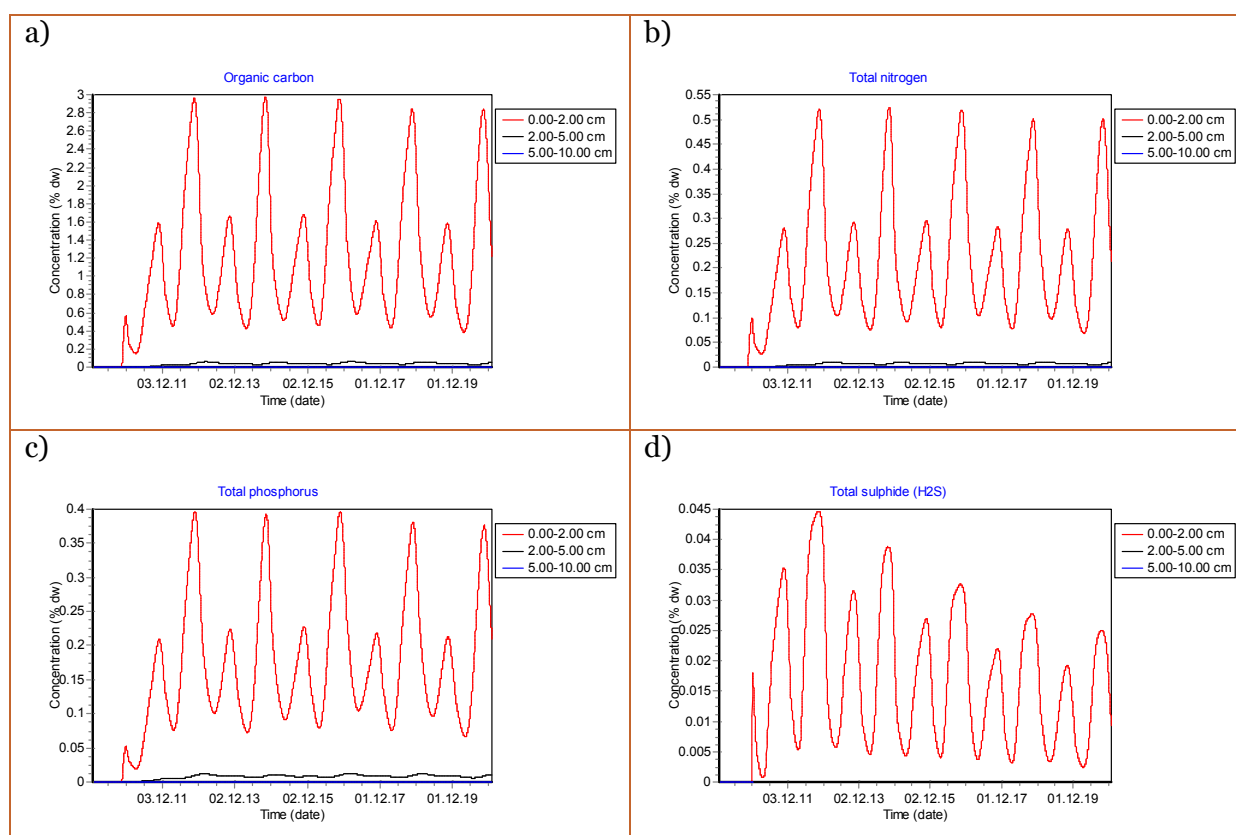 a)
Organic carbon
3
2.8
2.6
2.4
2.2
2
1.8
1.6
1.4
1.2
1
0.8
0.6
0.4
0.2
0
Concentration (% dw)
03.12.11 02.12.13 02.12.15 01.12.17 01.12.19
Time (date)
0.00-2.00 cm
2.00-5.00 cm
5.00-10.00 cm
b)
Total nitrogen
0.55
0.5
0.45
0.4
0.35
0.3
0.25
0.2
0.15
0.1
0.05
0
Concentration (% dw)
03.12.11 02.12.13 02.12.15 01.12.17 01.12.19
Time (date)
0.00-2.00 cm
2.00-5.00 cm
5.00-10.00 cm
c)
Total phosphorus
0.4
0.35
0.3
0.25
0.2
0.15
0.1
0.05
0
Concentration (% dw)
03.12.11 02.12.13 02.12.15 01.12.17 01.12.19
Time (date)
0.00-2.00 cm
2.00-5.00 cm
5.00-10.00 cm
d)
Total sulphide (H2S)
0.045
0.04
0.035
0.03
0.025
0.02
0.015
0.01
0.005
0
Concentration (% dw)
03.12.11 02.12.13 02.12.15 01.12.17 01.12.19
Time (date)
0.00-2.00 cm
2.00-5.00 cm
5.00-10.00 cm